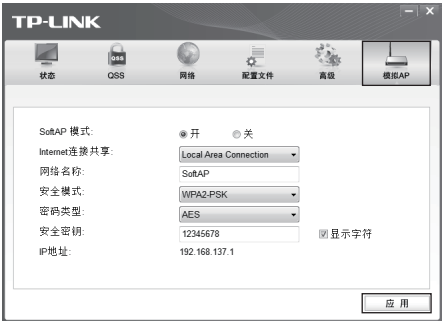 TP-LINK
状态 QSS 网络 配置文件 高级 模拟AP
SoftAP 模式: 开 关
Internet连接共享: Local Area Connection
网络名称: SoftAP
安全模式: WPA2-PSK
密码类型: AES
安全密钥: 12345678 显示字符
IP地址: 192.168.137.1
应 用